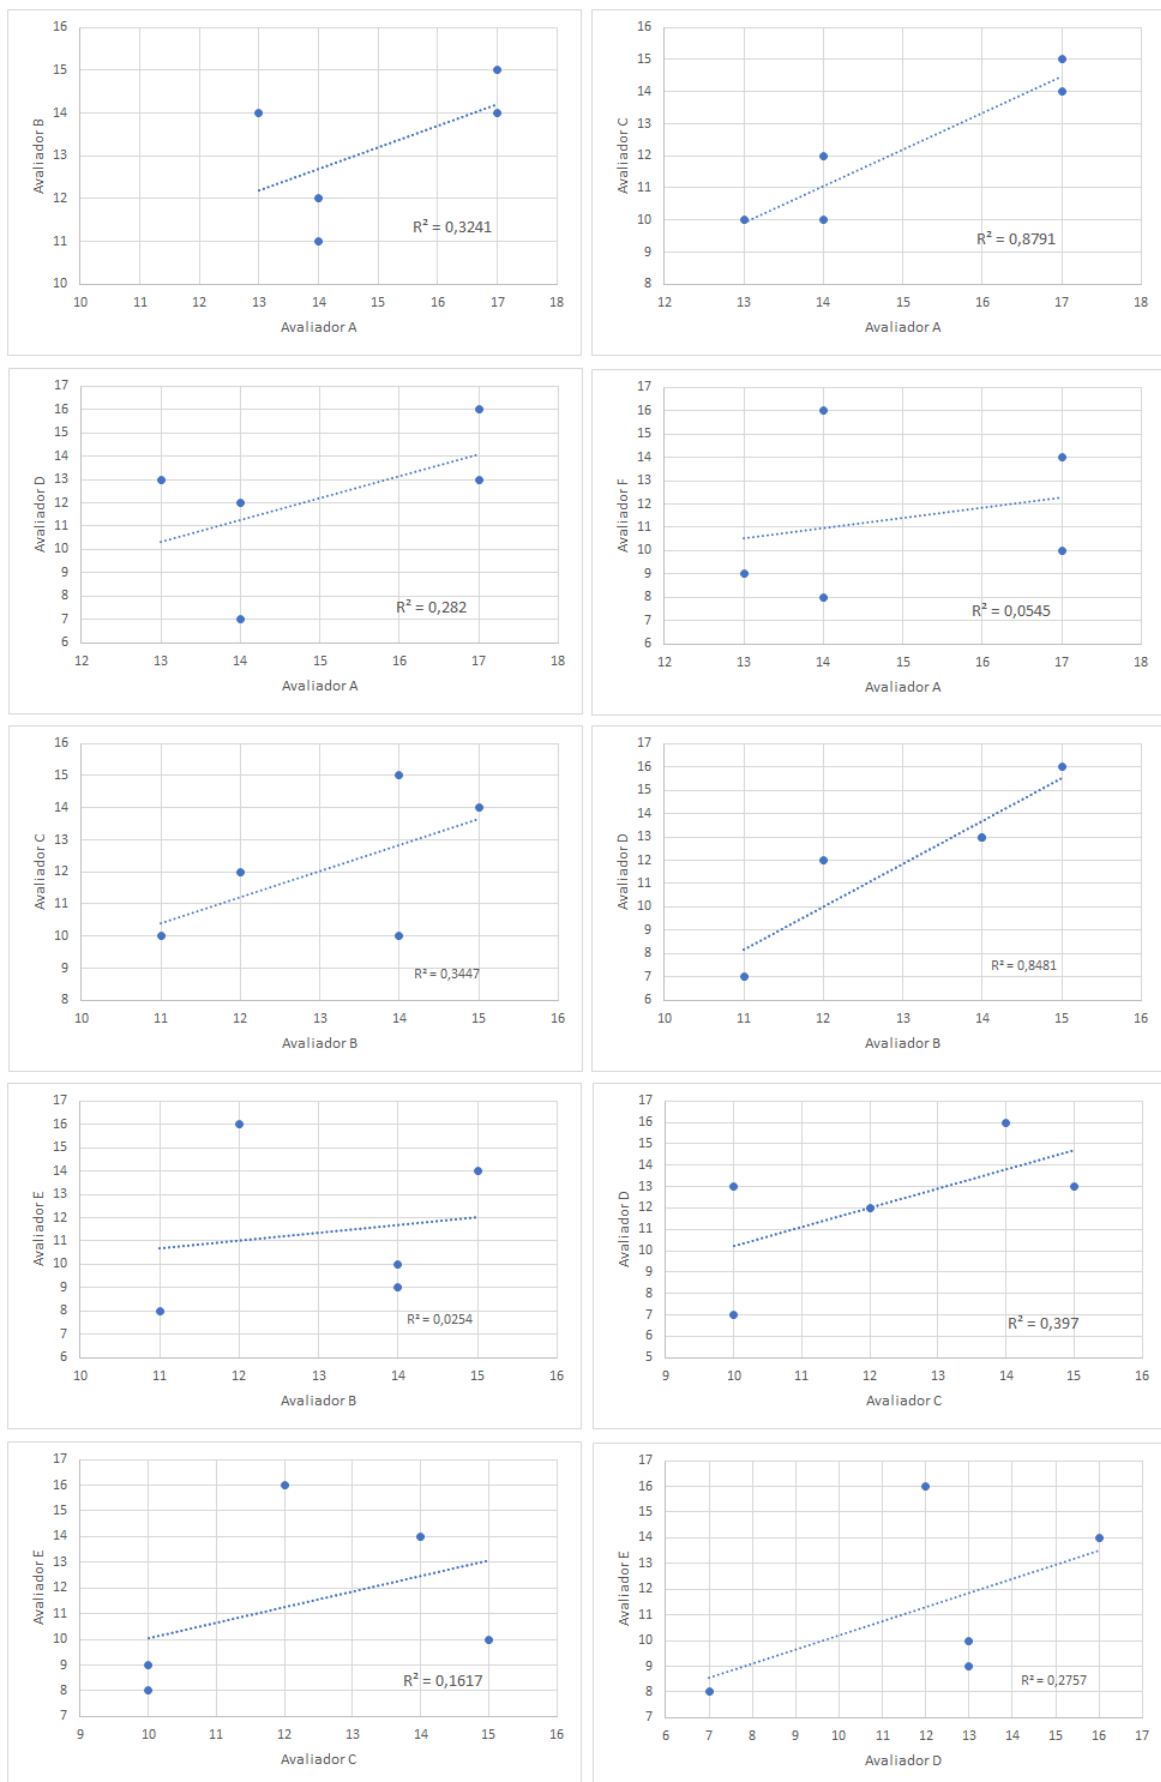 16
15
14
13
12
11
10
10 11 12 13 14 15 16 17 18
Avaliador B
Avaliador A
R² = 0,3241
16
15
14
13
12
11
10
9
8
12 13 14 15 16 17 18
Avaliador C
Avaliador A
R² = 0,8791
17
16
15
14
13
12
11
10
9
8
7
6
12 13 14 15 16 17 18
Avaliador D
Avaliador A
R² = 0,282
17
16
15
14
13
12
11
10
9
8
7
6
12 13 14 15 16 17 18
Avaliador F
Avaliador A
R² = 0,0545
16
15
14
13
12
11
10
9
8
10 11 12 13 14 15 16
Avaliador C
Avaliador B
R² = 0,3447
17
16
15
14
13
12
11
10
9
8
7
6
10 11 12 13 14 15 16
Avaliador D
Avaliador B
R² = 0,8481
17
16
15
14
13
12
11
10
9
8
7
6
10 11 12 13 14 15 16
Avaliador E
Avaliador B
R² = 0,0254
17
16
15
14
13
12
11
10
9
8
7
6
5
9 10 11 12 13 14 15 16
Avaliador D
Avaliador C
R² = 0,397
17
16
15
14
13
12
11
10
9
8
7
9 10 11 12 13 14 15 16
Avaliador E
Avaliador C
R² = 0,1617
17
16
15
14
13
12
11
10
9
8
7
6 7 8 9 10 11 12 13 14 15 16 17
Avaliador E
Avaliador D
R² = 0,2757